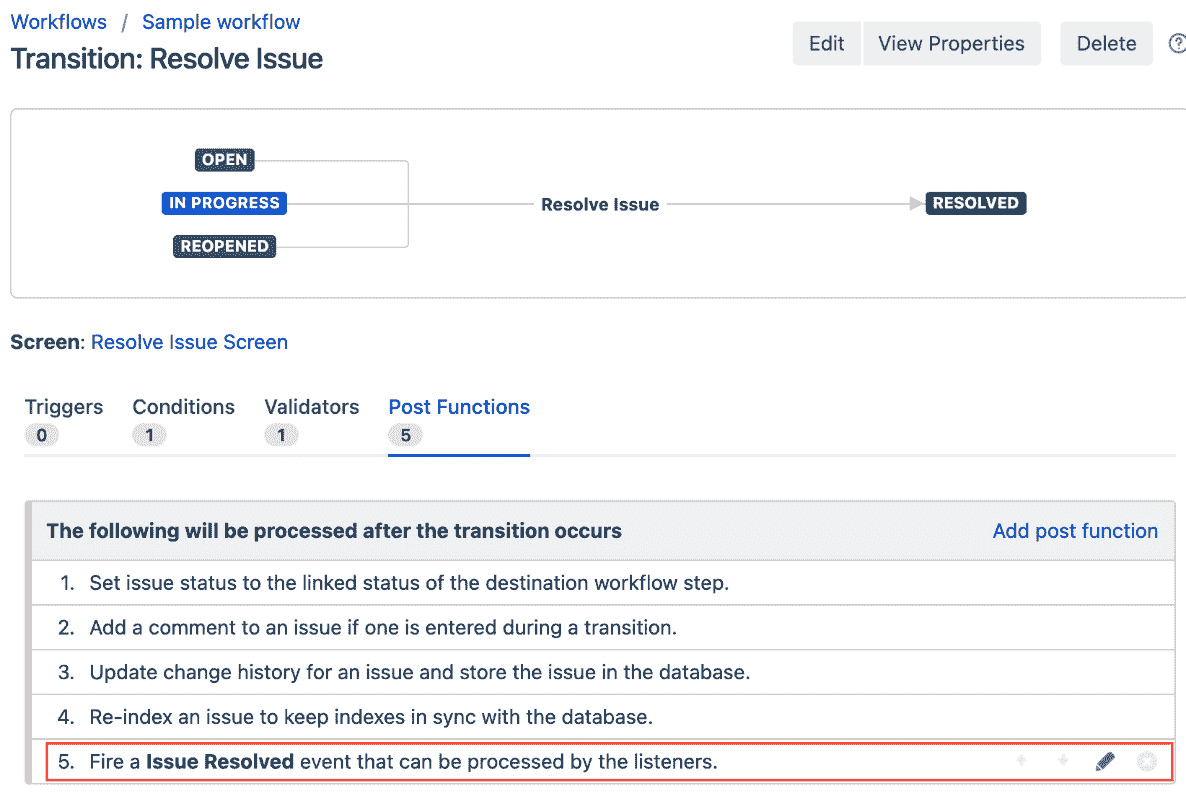 Workflows / Sample workflow
Transition: Resolve Issue
Edit View Properties Delete ?
OPEN
IN PROGRESS Resolve Issue RESOLVED
REOPENED
Screen: Resolve Issue Screen
Triggers Conditions Validators Post Functions
0 1 1 5
The following will be processed after the transition occurs Add post function
1. Set issue status to the linked status of the destination workflow step.
2. Add a comment to an issue if one is entered during a transition.
3. Update change history for an issue and store the issue in the database.
4. Re-index an issue to keep indexes in sync with the database.
5. Fire a Issue Resolved event that can be processed by the listeners.